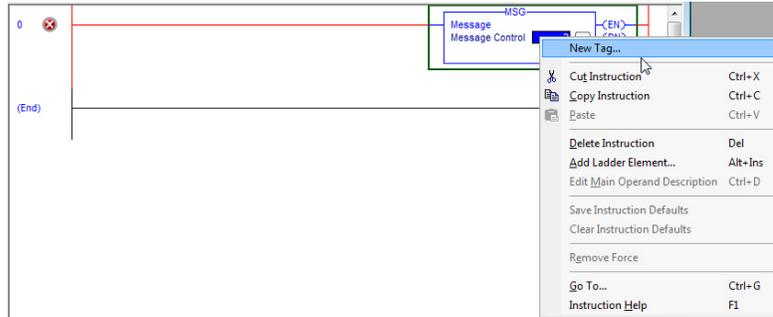 MSG
0
Message
EN
Message Control
?
New Tag...
Cut Instruction Ctrl+X
Copy Instruction Ctrl+C
(End)
Paste Ctrl+V
Delete Instruction Del
Add Ladder Element... Alt+Ins
Edit Main Operand Description Ctrl+D
Save Instruction Defaults
Clear Instruction Defaults
Remove Force
Go To... Ctrl+G
Instruction Help F1